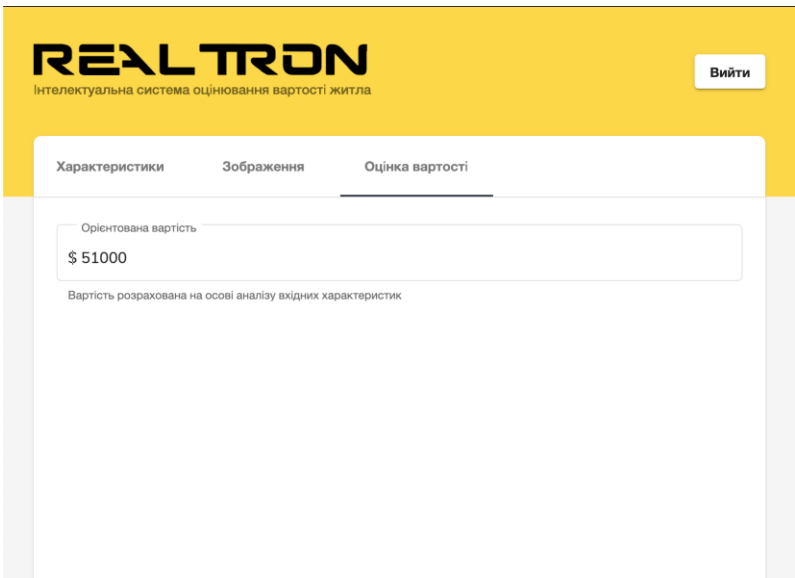 REALTRON
Інтелектуальна система оцінювання вартості житла
Вийти
Характеристики Зображення Оцінка вартості
Орієнтована вартість
$ 51000
Вартість розрахована на осові аналізу вхідних характеристик